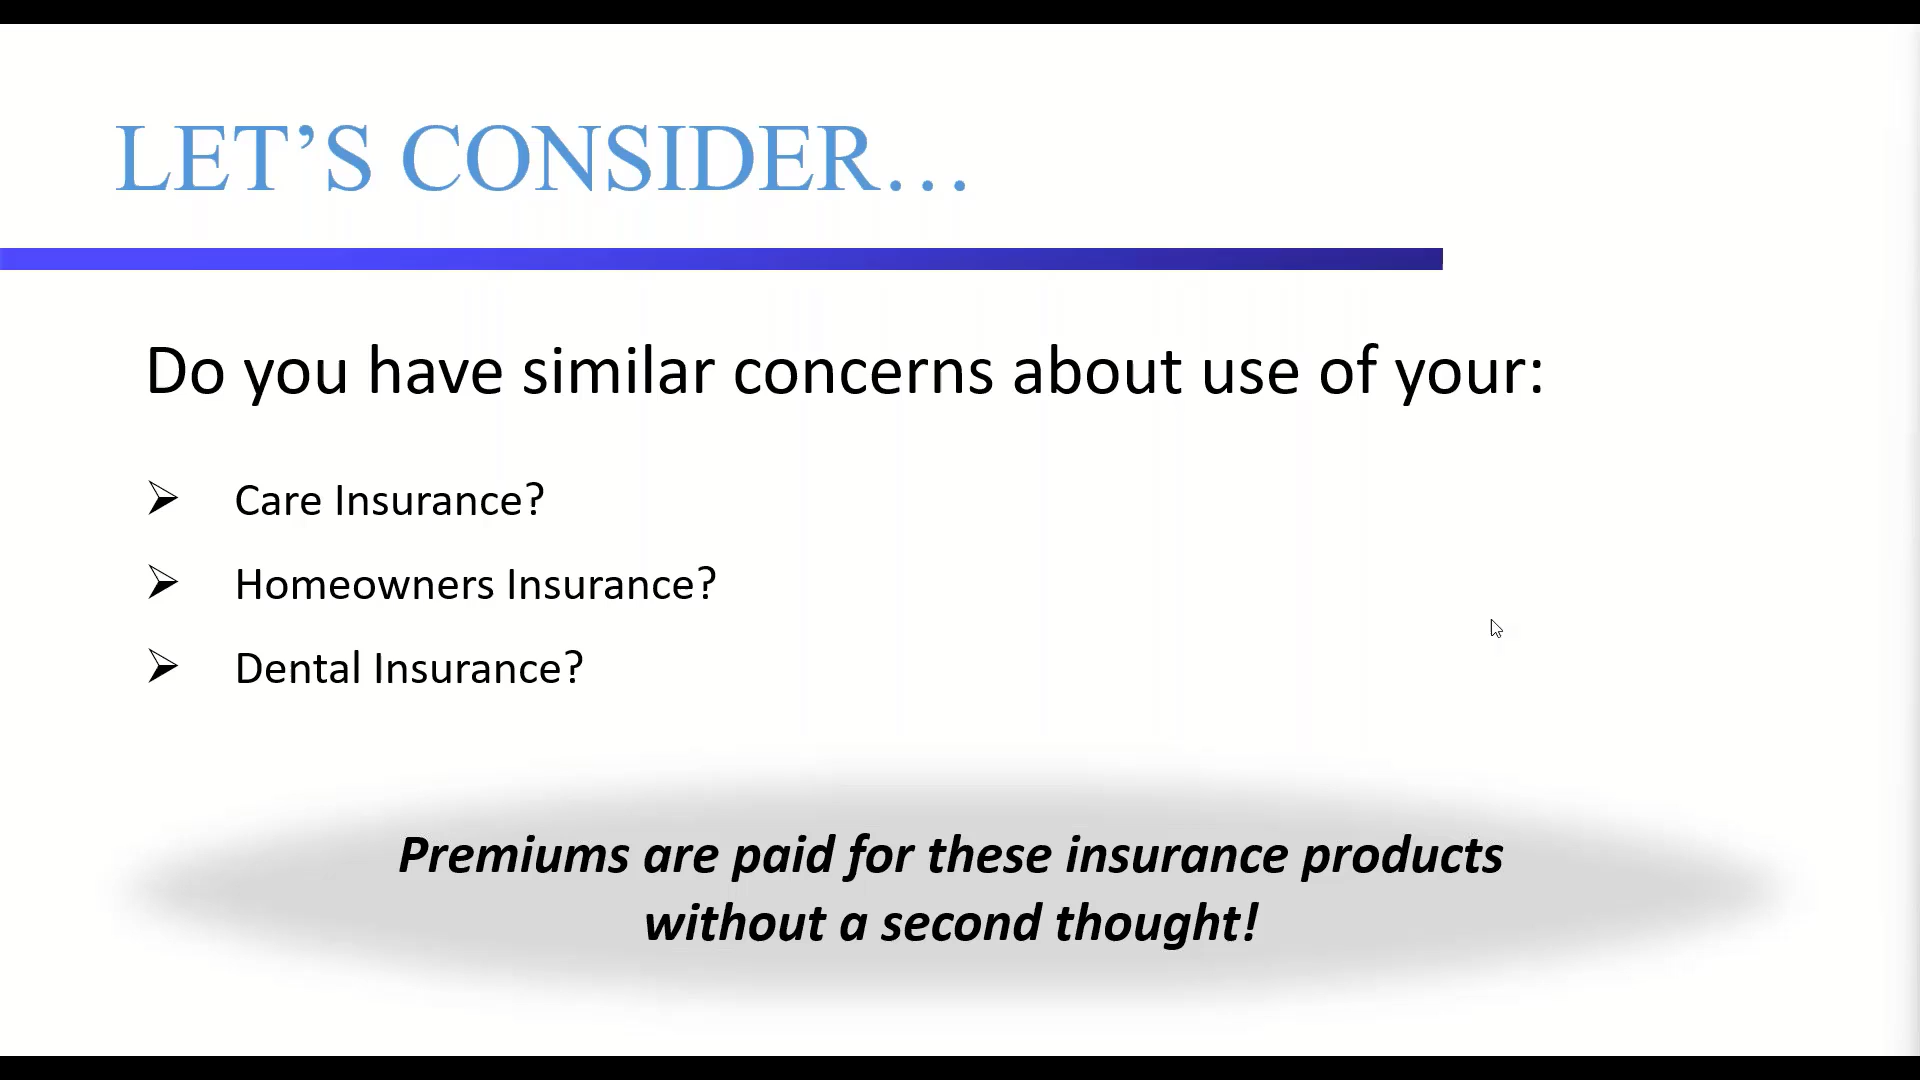 LET’S CONSIDER…
Do you have similar concerns about use of your:
Care Insurance?
Homeowners Insurance?
Dental Insurance?
Premiums are paid for these insurance products
without a second thought!